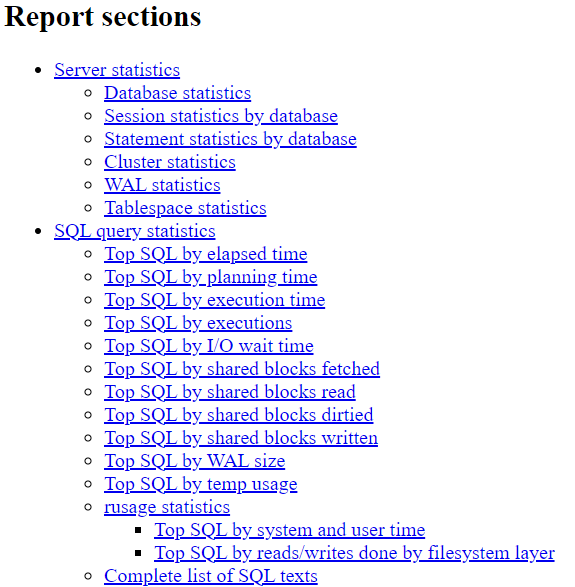 Report sections
Server statistics
Database statistics
Session statistics by database
Statement statistics by database
Cluster statistics
WAL statistics
Tablespace statistics
SQL query statistics
Top SQL by elapsed time
Top SQL by planning time
Top SQL by execution time
Top SQL by executions
Top SQL by I/O wait time
Top SQL by shared blocks fetched
Top SQL by shared blocks read
Top SQL by shared blocks dirtied
Top SQL by shared blocks written
Top SQL by WAL size
Top SQL by temp usage
rusage statistics
Top SQL by system and user time
Top SQL by reads/writes done by filesystem layer
Complete list of SQL texts